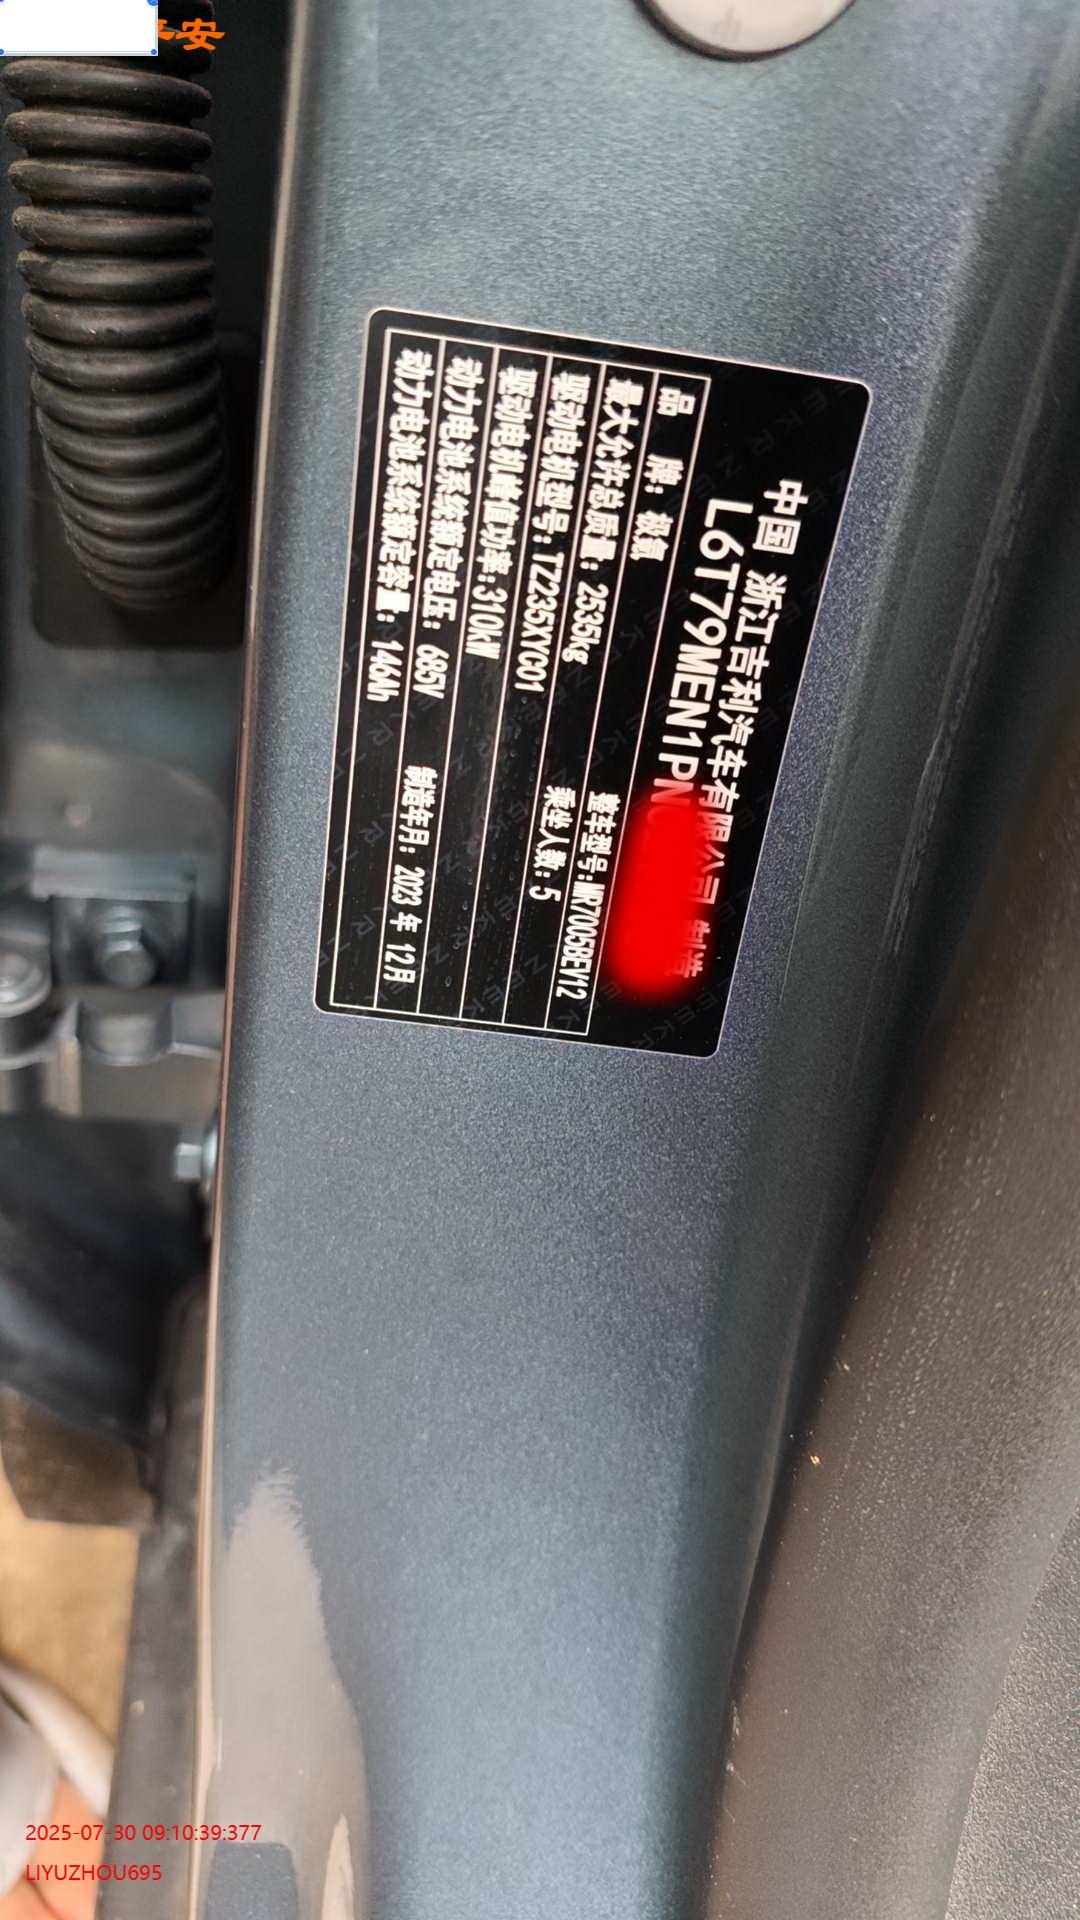 安
中国 浙江吉利汽车有限公司 制造
L6T79MEN1PN
品 牌：极氪 整车型号：MR7005BEV12
最大允许总质量：2535kg 乘坐人数：5
驱动电机型号：TZ235XYC01
驱动电机峰值功率：310kW
动力电池系统额定电压：685V 制造年月：2023 年 12月
动力电池系统额定容量：146Ah
2025-07-30 09:10:39:377
LIYUZHOU695